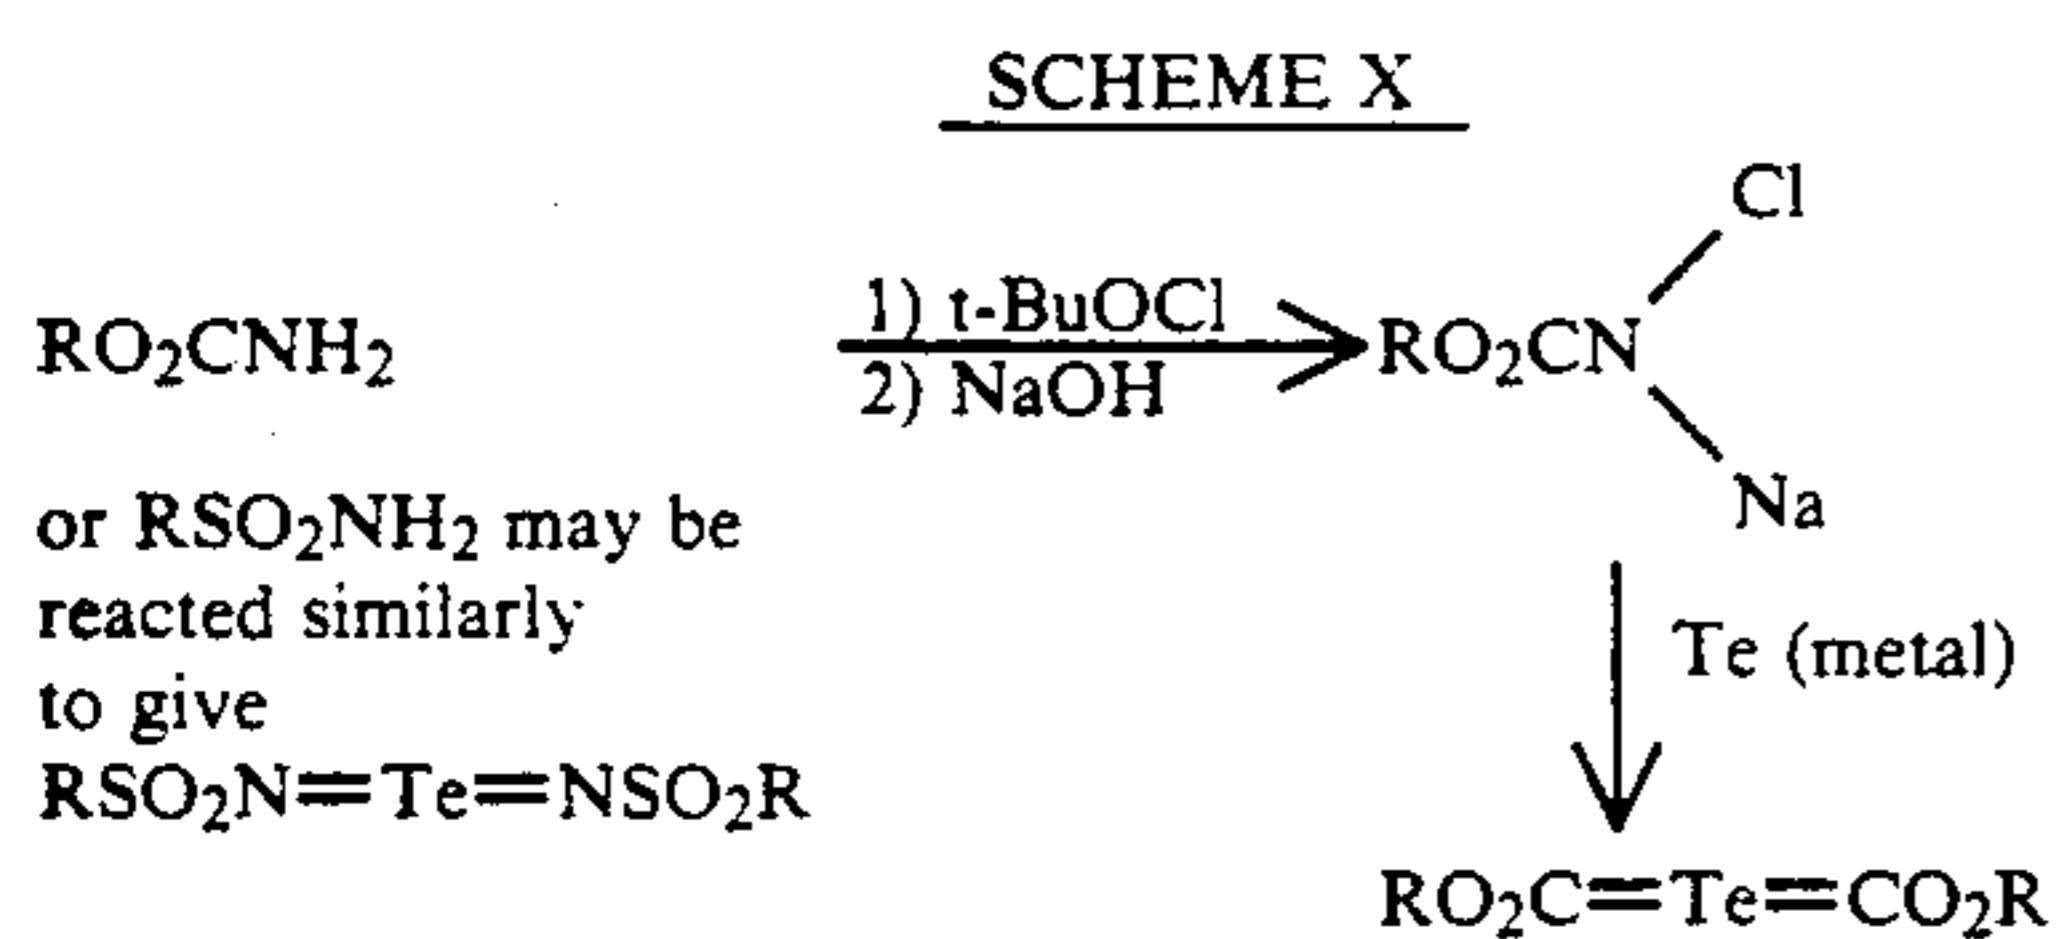 SCHEME X
Cl
1) t-BuOCl
RO₂CNH₂
RO₂CN
2) NaOH
Na
or RSO₂NH₂ may be
reacted similarly
to give
RSO₂N=Te=NSO₂R
Te (metal)
RO₂C=Te=CO₂R